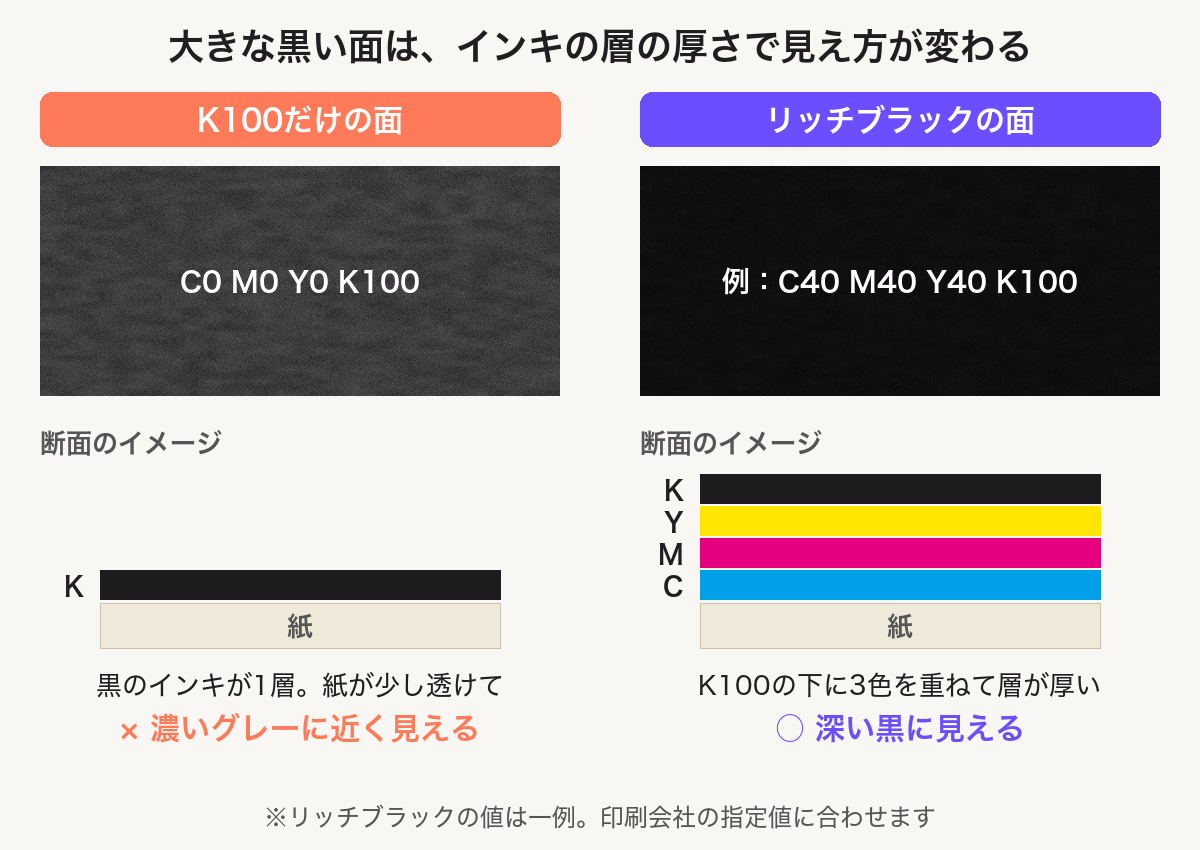 大きな黒い面は、インキの層の厚さで見え方が変わる
K100だけの面
C0 M0 Y0 K100
断面のイメージ
K
紙
黒のインキが1層。紙が少し透けて
× 濃いグレーに近く見える
リッチブラックの面
例：C40 M40 Y40 K100
断面のイメージ
K
Y
M
C
紙
K100の下に3色を重ねて層が厚い
○ 深い黒に見える
※リッチブラックの値は一例。印刷会社の指定値に合わせます